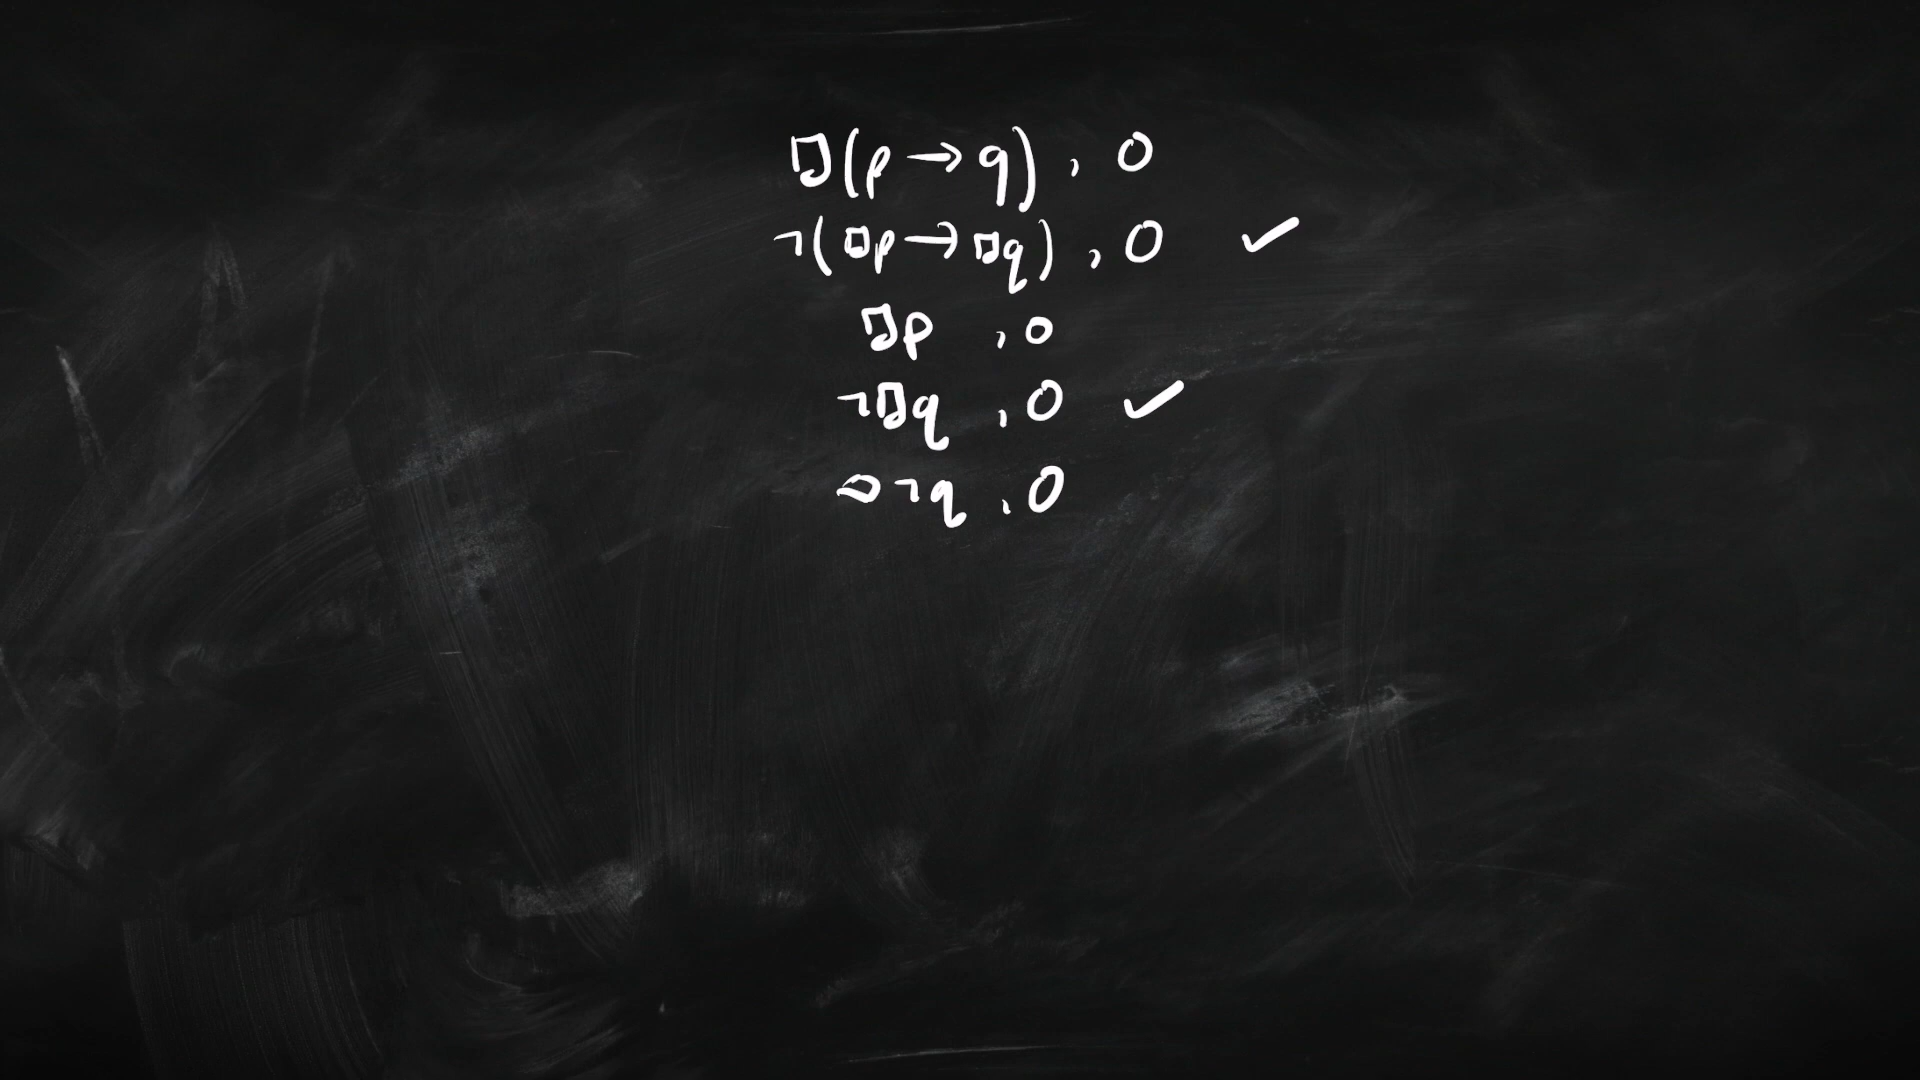 □(p → q), 0
¬(□p → □q), 0 ✓
□p , 0
¬□q , 0 ✓
◇¬q , 0